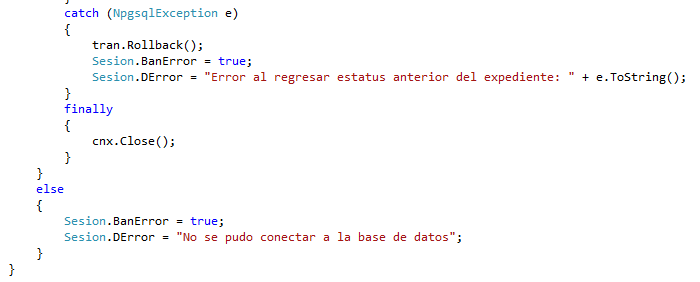 }
catch (NpgsqlException e)
{
tran.Rollback();
Sesion.BanError = true;
Sesion.DError = "Error al regresar estatus anterior del expediente: " + e.ToString();
}
finally
{
cnx.Close();
}
}
else
{
Sesion.BanError = true;
Sesion.DError = "No se pudo conectar a la base de datos";
}
}